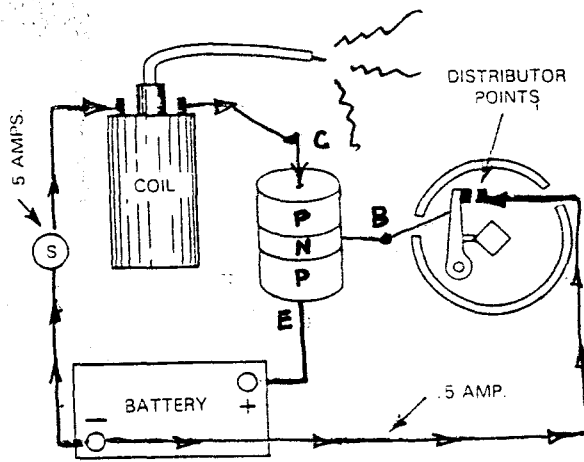 DISTRIBUTOR
POINTS
5 AMPS.
COIL
C
S
P
N
P
B
E
BATTERY
− +
.5 AMP.